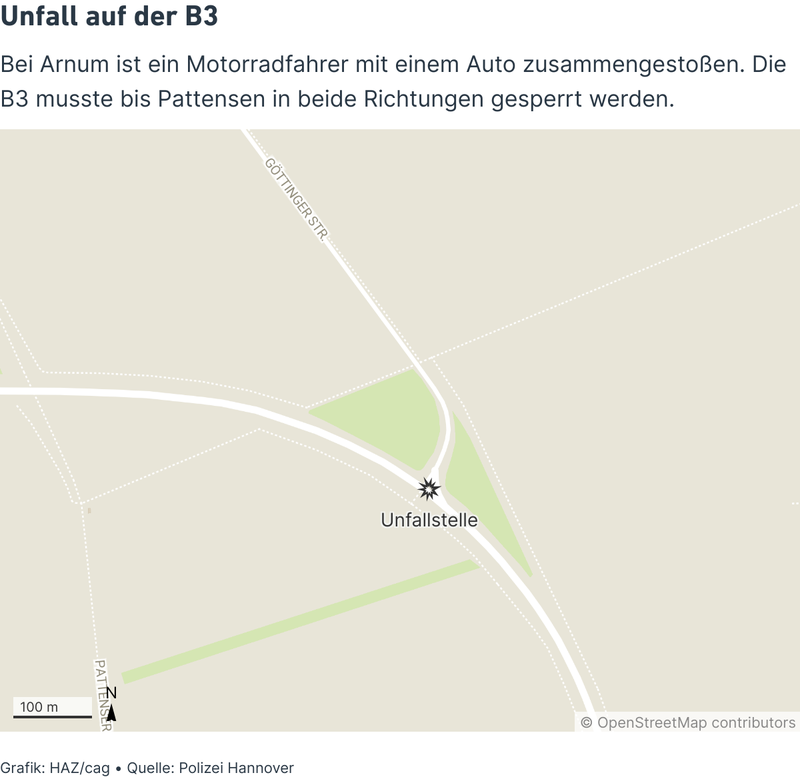 Unfall auf der B3
Bei Arnum ist ein Motorradfahrer mit einem Auto zusammengestoßen. Die
B3 musste bis Pattensen in beide Richtungen gesperrt werden.
GÖTTINGER STR.
Unfallstelle
PATTENSER
N
100 m
© OpenStreetMap contributors
Grafik: HAZ/cag • Quelle: Polizei Hannover